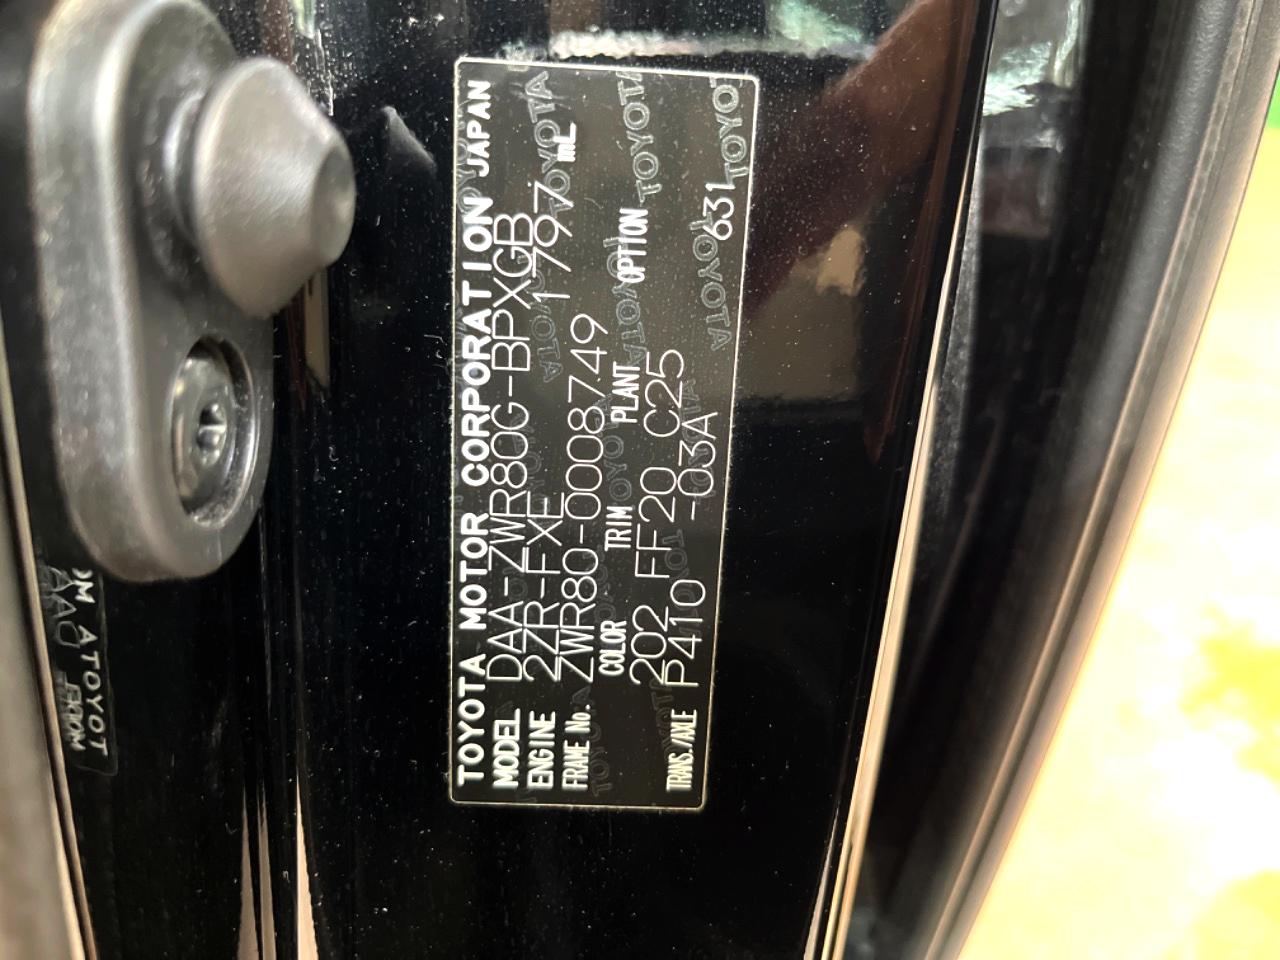 TOYOTA MOTOR CORPORATION JAPAN
MODEL DAA-ZWR80G-BPXGB
ENGINE 2ZR-FXE 1797 mL
FRAME No. ZWR80-0008749
COLOR TRIM PLANT OPTION
202 FF20 C25
TRANS./AXLE P410 -03A 631